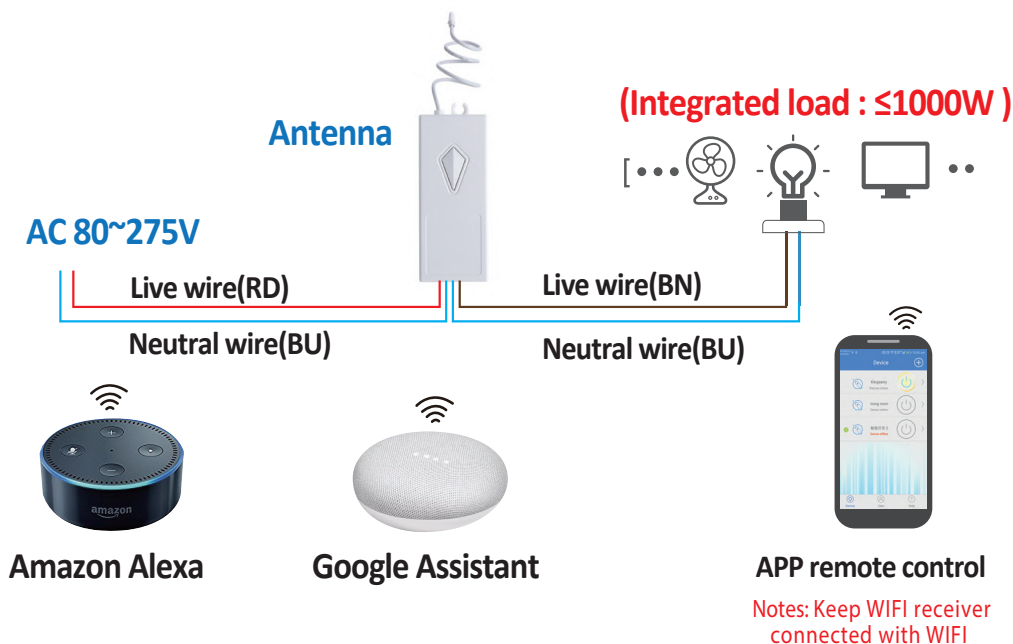 (Integrated load : ≤1000W )
Antenna
AC 80~275V
Live wire(RD)
Live wire(BN)
Neutral wire(BU)
Neutral wire(BU)
Device
amazon
Amazon Alexa
Google Assistant
APP remote control
Notes: Keep WIFI receiver
connected with WIFI